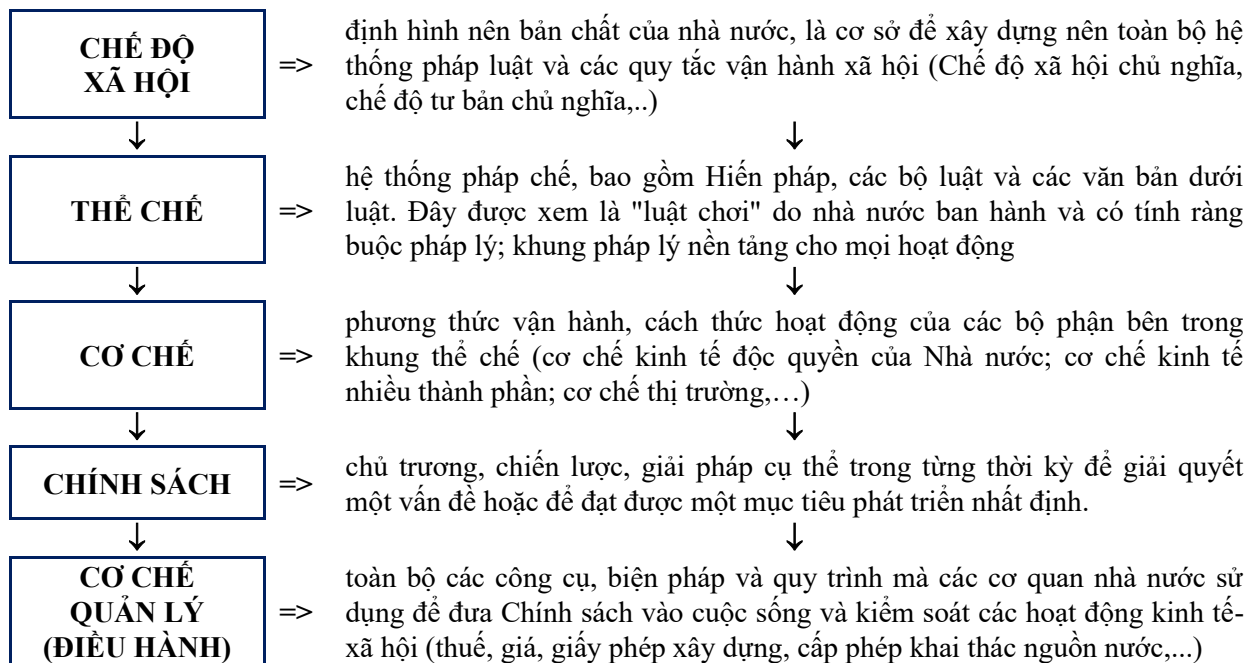 CHẾ ĐỘ
XÃ HỘI
=>
định hình nên bản chất của nhà nước, là cơ sở để xây dựng nên toàn bộ hệ
thống pháp luật và các quy tắc vận hành xã hội (Chế độ xã hội chủ nghĩa,
chế độ tư bản chủ nghĩa,..)
↓ ↓
THỂ CHẾ
=>
hệ thống pháp chế, bao gồm Hiến pháp, các bộ luật và các văn bản dưới
luật. Đây được xem là "luật chơi" do nhà nước ban hành và có tính ràng
buộc pháp lý; khung pháp lý nền tảng cho mọi hoạt động
↓ ↓
CƠ CHẾ
=>
phương thức vận hành, cách thức hoạt động của các bộ phận bên trong
khung thể chế (cơ chế kinh tế độc quyền của Nhà nước; cơ chế kinh tế
nhiều thành phần; cơ chế thị trường,…)
↓ ↓
CHÍNH SÁCH
=>
chủ trương, chiến lược, giải pháp cụ thể trong từng thời kỳ để giải quyết
một vấn đề hoặc để đạt được một mục tiêu phát triển nhất định.
↓ ↓
CƠ CHẾ
QUẢN LÝ
(ĐIỀU HÀNH)
=>
toàn bộ các công cụ, biện pháp và quy trình mà các cơ quan nhà nước sử
dụng để đưa Chính sách vào cuộc sống và kiểm soát các hoạt động kinh tế-
xã hội (thuế, giá, giấy phép xây dựng, cấp phép khai thác nguồn nước,...)